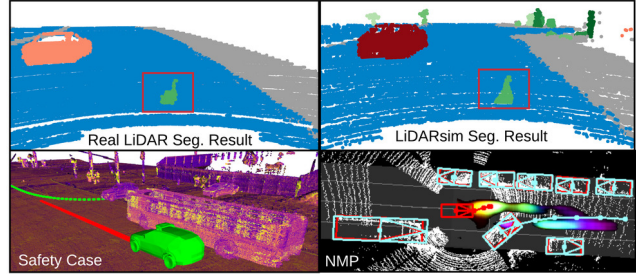 Real LiDAR Seg. Result
LiDARsim Seg. Result
Safety Case
NMP